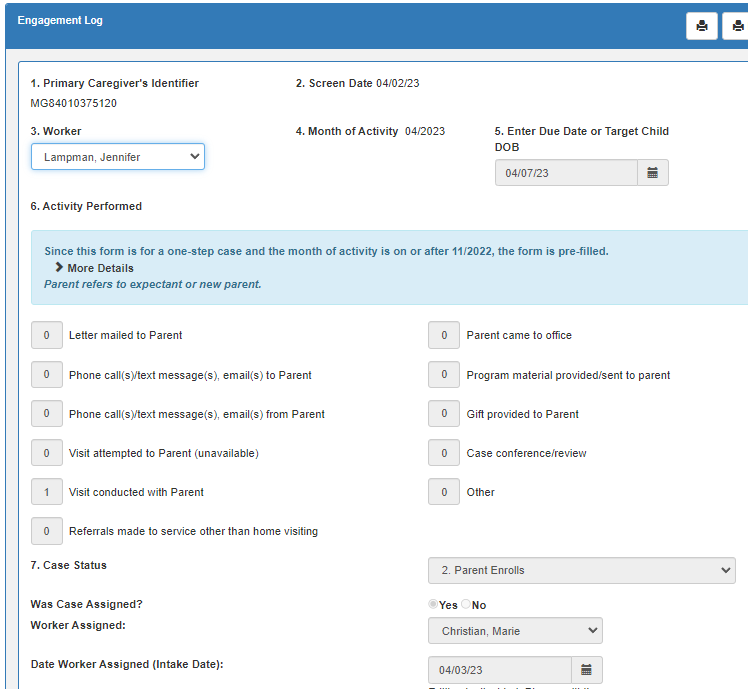 Engagement Log
1. Primary Caregiver's Identifier
2. Screen Date 04/02/23
MG84010375120
3. Worker
4. Month of Activity 04/2023
5. Enter Due Date or Target Child
DOB
Lampman, Jennifer
04/07/23
6. Activity Performed
Since this form is for a one-step case and the month of activity is on or after 11/2022, the form is pre-filled.
More Details
Parent refers to expectant or new parent.
0 Letter mailed to Parent
0 Parent came to office
0 Phone call(s)/text message(s), email(s) to Parent
0 Program material provided/sent to parent
0 Phone call(s)/text message(s), email(s) from Parent
0 Gift provided to Parent
0 Visit attempted to Parent (unavailable)
0 Case conference/review
1 Visit conducted with Parent
0 Other
0 Referrals made to service other than home visiting
7. Case Status
2. Parent Enrolls
Was Case Assigned?
Yes No
Worker Assigned:
Christian, Marie
Date Worker Assigned (Intake Date):
04/03/23